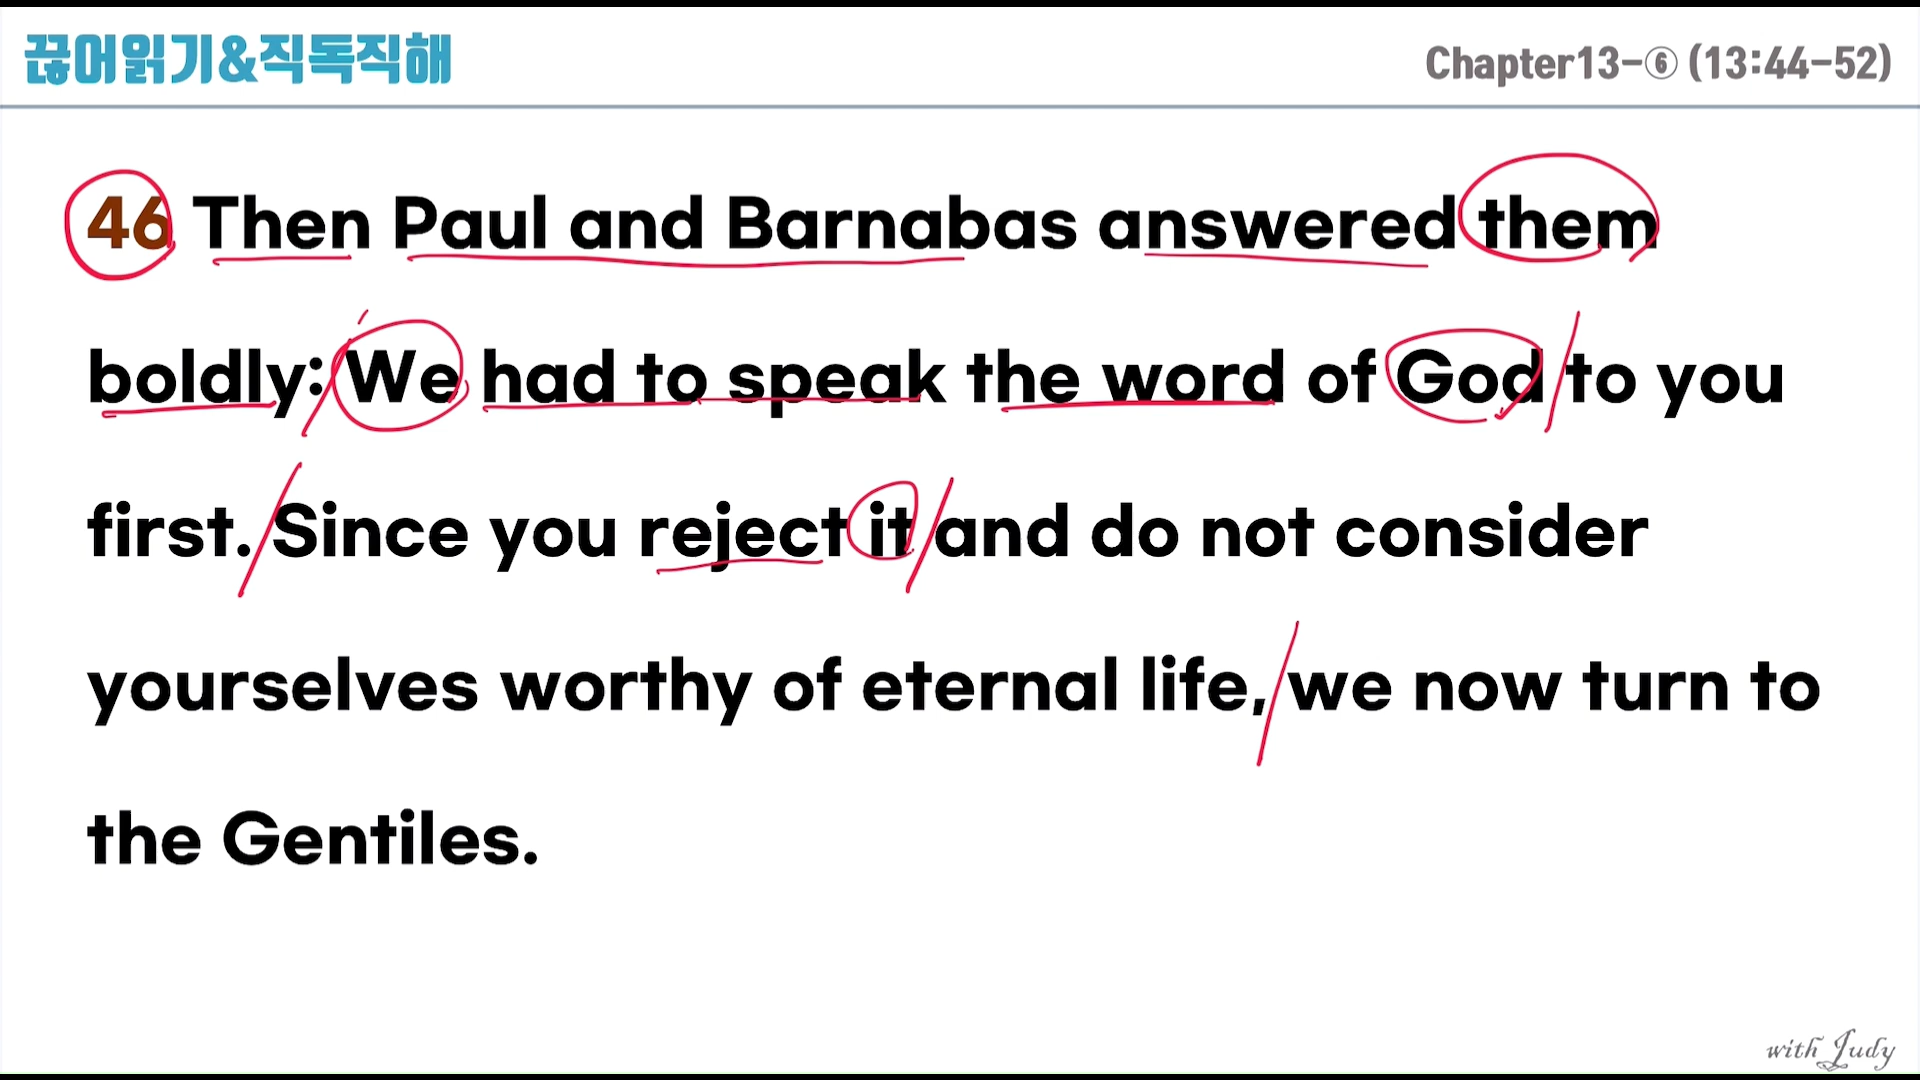 끊어읽기&직독직해
Chapter13-⑥ (13:44-52)
46 Then Paul and Barnabas answered them
boldly: We had to speak the word of God to you
first. Since you reject it and do not consider
yourselves worthy of eternal life, we now turn to
the Gentiles.
with Judy